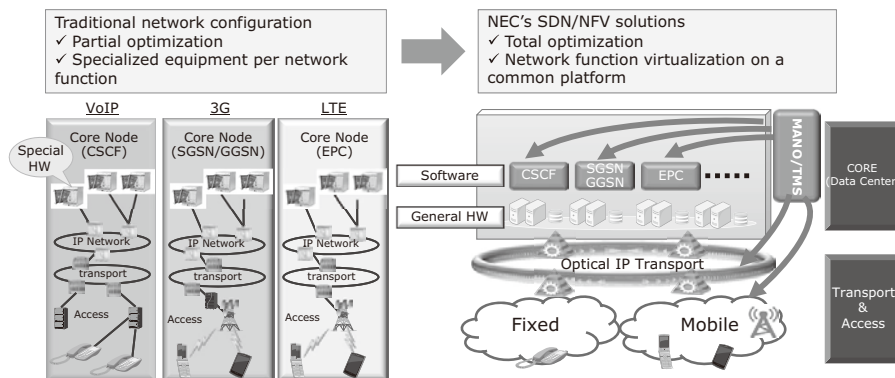 Traditional network configuration
✓ Partial optimization
✓ Specialized equipment per network
function
NEC's SDN/NFV solutions
✓ Total optimization
✓ Network function virtualization on a
common platform
VoIP
3G
LTE
Core Node
(CSCF)
Core Node
(SGSN/GGSN)
Core Node
(EPC)
Special
HW
IP Network
IP Network
IP Network
transport
transport
transport
Access
Access
Access
Software
CSCF
SGSN
GGSN
EPC
General HW
MANO/TMS
CORE
(Data Center)
Optical IP Transport
Fixed
Mobile
Transport
&
Access